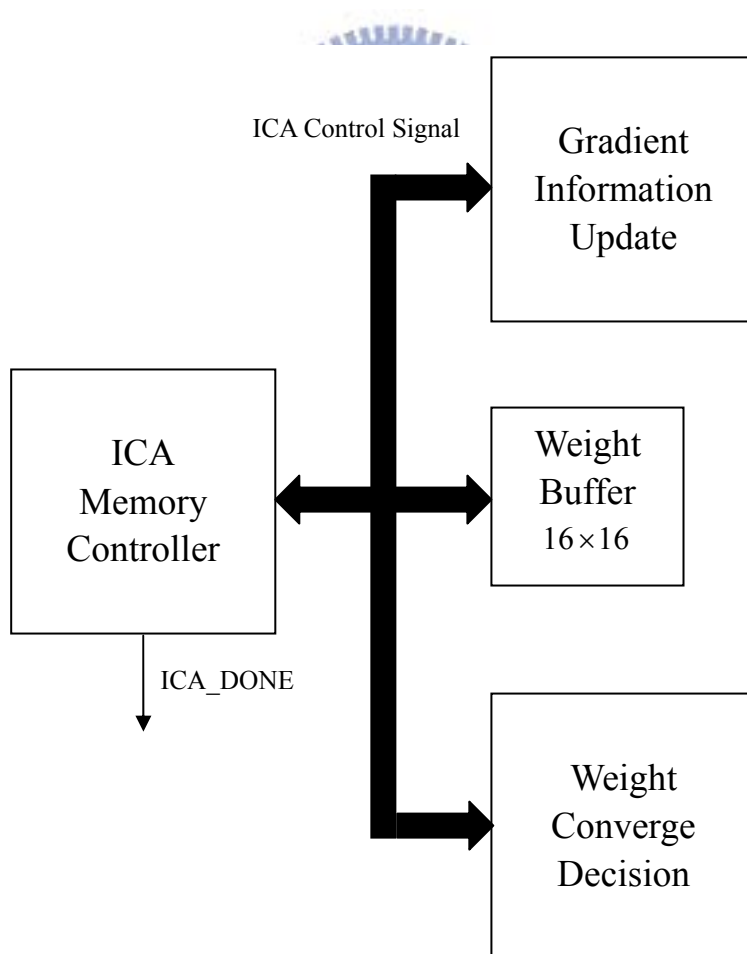 ICA Control Signal
Gradient
Information
Update
ICA
Memory
Controller
Weight
Buffer
16×16
ICA_DONE
Weight
Converge
Decision